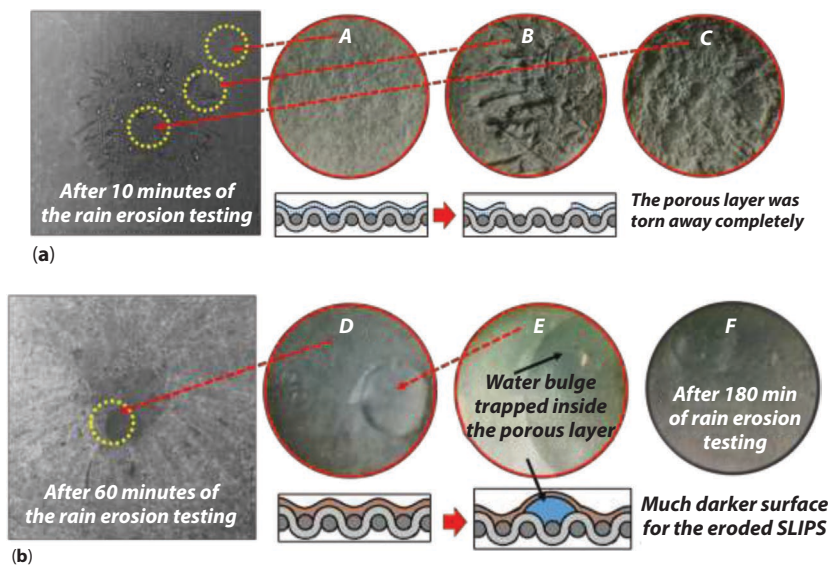 A
B
C
After 10 minutes of
the rain erosion testing
The porous layer was
torn away completely
(a)
D
E
F
Water bulge
trapped inside
the porous layer
After 180 min
of rain erosion
testing
After 60 minutes of
the rain erosion testing
Much darker surface
for the eroded SLIPS
(b)